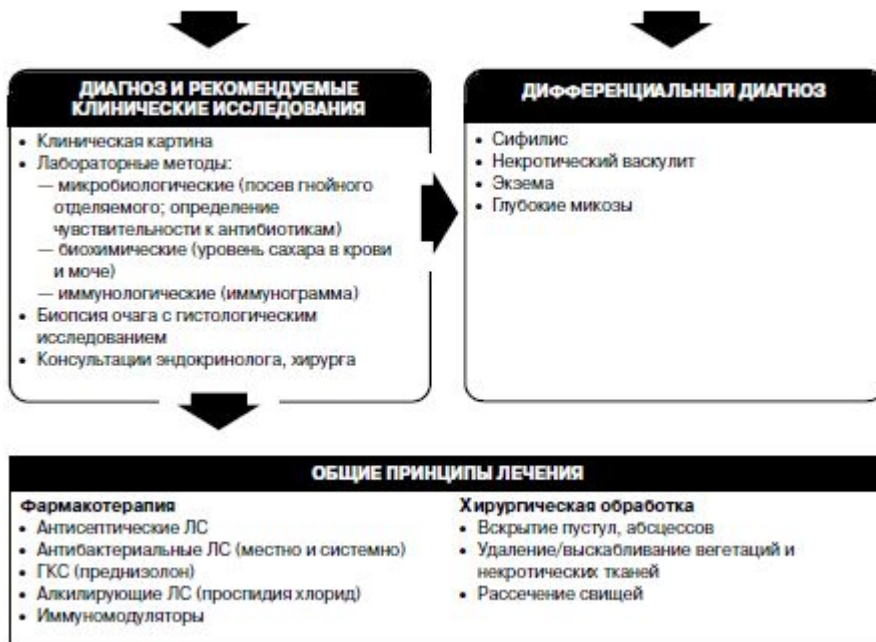 ДИАГНОЗ И РЕКОМЕНДУЕМЫЕ
КЛИНИЧЕСКИЕ ИССЛЕДОВАНИЯ
• Клиническая картина
• Лабораторные методы:
— микробиологические (посев гнойного
отделяемого; определение
чувствительности к антибиотикам)
— биохимические (уровень сахара в крови
и моче)
— иммунологические (иммунограмма)
• Биопсия очага с гистологическим
исследованием
• Консультации эндокринолога, хирурга
ДИФФЕРЕНЦИАЛЬНЫЙ ДИАГНОЗ
• Сифилис
• Некротический васкулит
• Экзема
• Глубокие микозы
ОБЩИЕ ПРИНЦИПЫ ЛЕЧЕНИЯ
Фармакотерапия
• Антисептические ЛС
• Антибактериальные ЛС (местно и системно)
• ГКС (преднизолон)
• Алкилирующие ЛС (проспидия хлорид)
• Иммуномодуляторы
Хирургическая обработка
• Вскрытие пустул, абсцессов
• Удаление/выскабливание вегетаций и
некротических тканей
• Рассечение свищей